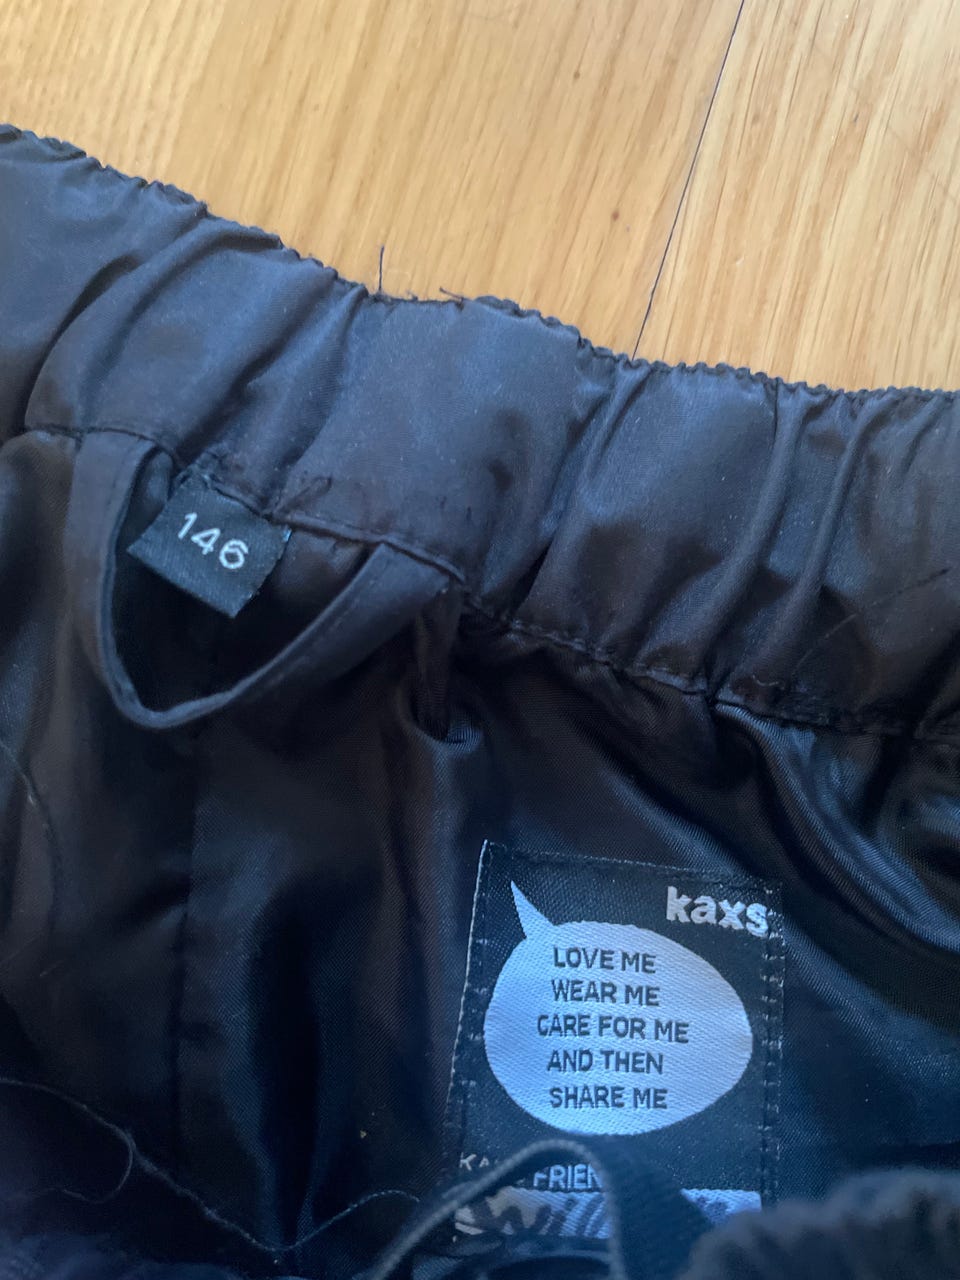 146
kaxs
LOVE ME
WEAR ME
CARE FOR ME
AND THEN
SHARE ME